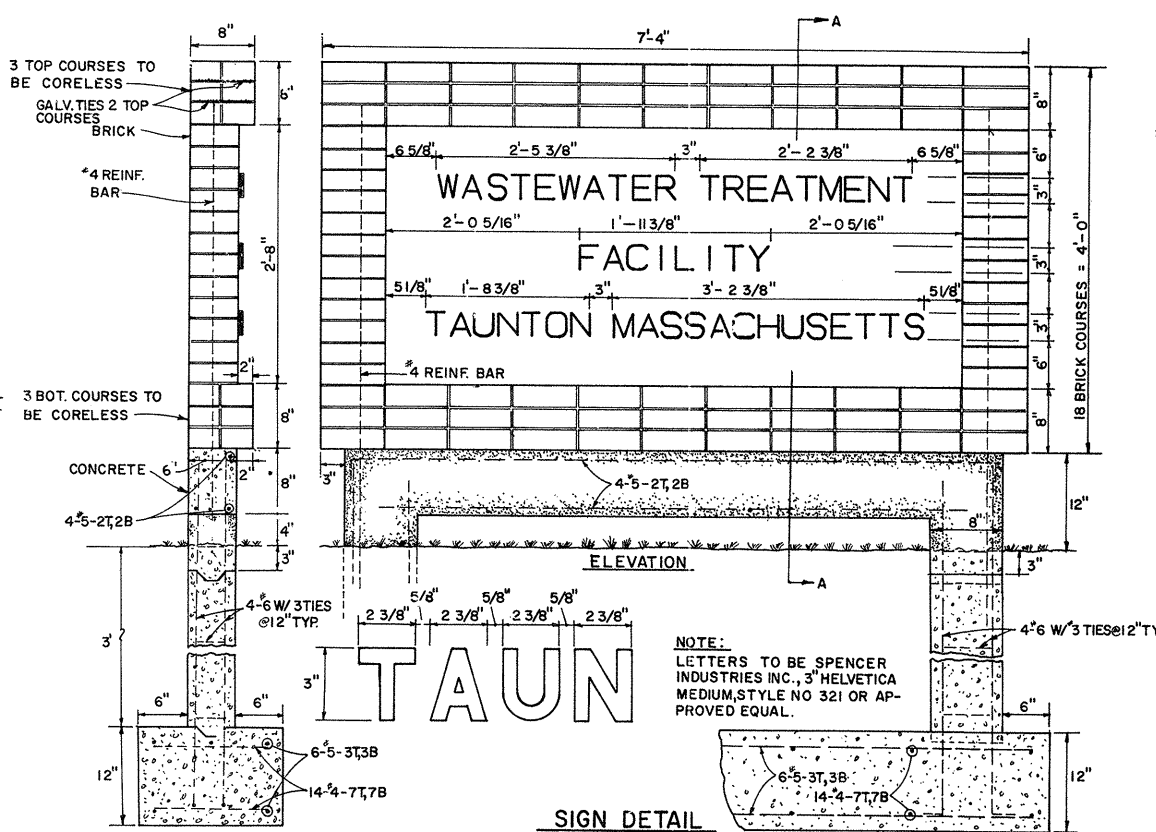 8"
3 TOP COURSES TO
BE CORELESS
GALV. TIES 2 TOP
COURSES
BRICK
#4 REINF.
BAR
2'-8"
2"
3 BOT. COURSES TO
BE CORELESS
8"
CONCRETE
6"
2"
8"
4-#5-2T,2B
4"
3"
4-#6 W/ 3 TIES
@12" TYP.
3'
6"
6"
12"
6-#5-3T,3B
14-#4-7T,7B
A
7'-4"
6 5/8" 2'-5 3/8" 3" 2'-2 3/8" 6 5/8"
WASTEWATER TREATMENT
2'-0 5/16" 1'-11 3/8" 2'-0 5/16"
FACILITY
5 1/8" 1'-8 3/8" 3" 3'-2 3/8" 5 1/8"
TAUNTON MASSACHUSETTS
#4 REINF. BAR
8"
6"
3"
3"
3"
6"
8"
18 BRICK COURSES = 4'-0"
3"
4-#5-2T,2B
8"
12"
ELEVATION
A
3"
5/8" 5/8" 5/8"
2 3/8" 2 3/8" 2 3/8" 2 3/8"
3"
TAUN
NOTE:
LETTERS TO BE SPENCER
INDUSTRIES INC., 3" HELVETICA
MEDIUM, STYLE NO 321 OR AP-
PROVED EQUAL.
4-#6 W/ #3 TIES@12" TY
6"
6-#5-3T,3B
14-#4-7T,7B
12"
SIGN DETAIL